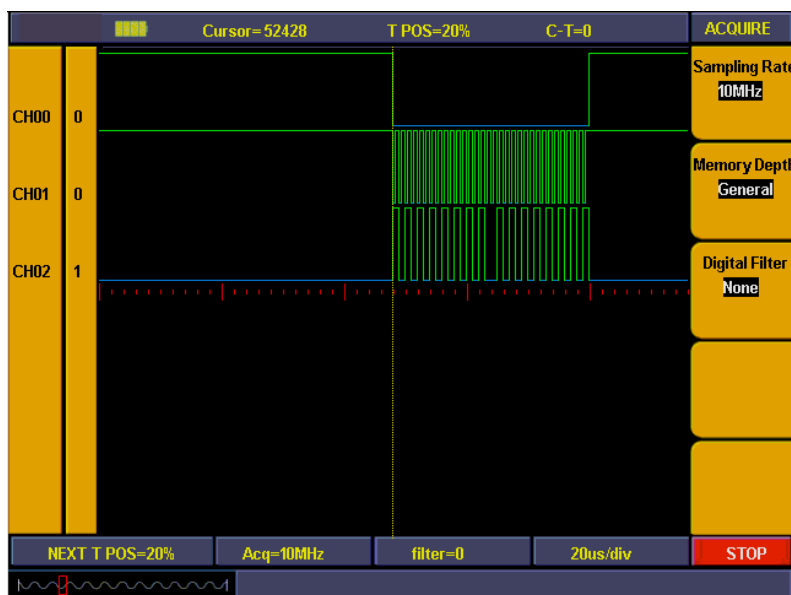 Cursor=52428 T POS=20% C-T=0 ACQUIRE
Sampling Rate
10MHz
CH00 0
Memory Depth
General
CH01 0
CH02 1
Digital Filter
None
NEXT T POS=20% Acq=10MHz filter=0 20us/div STOP